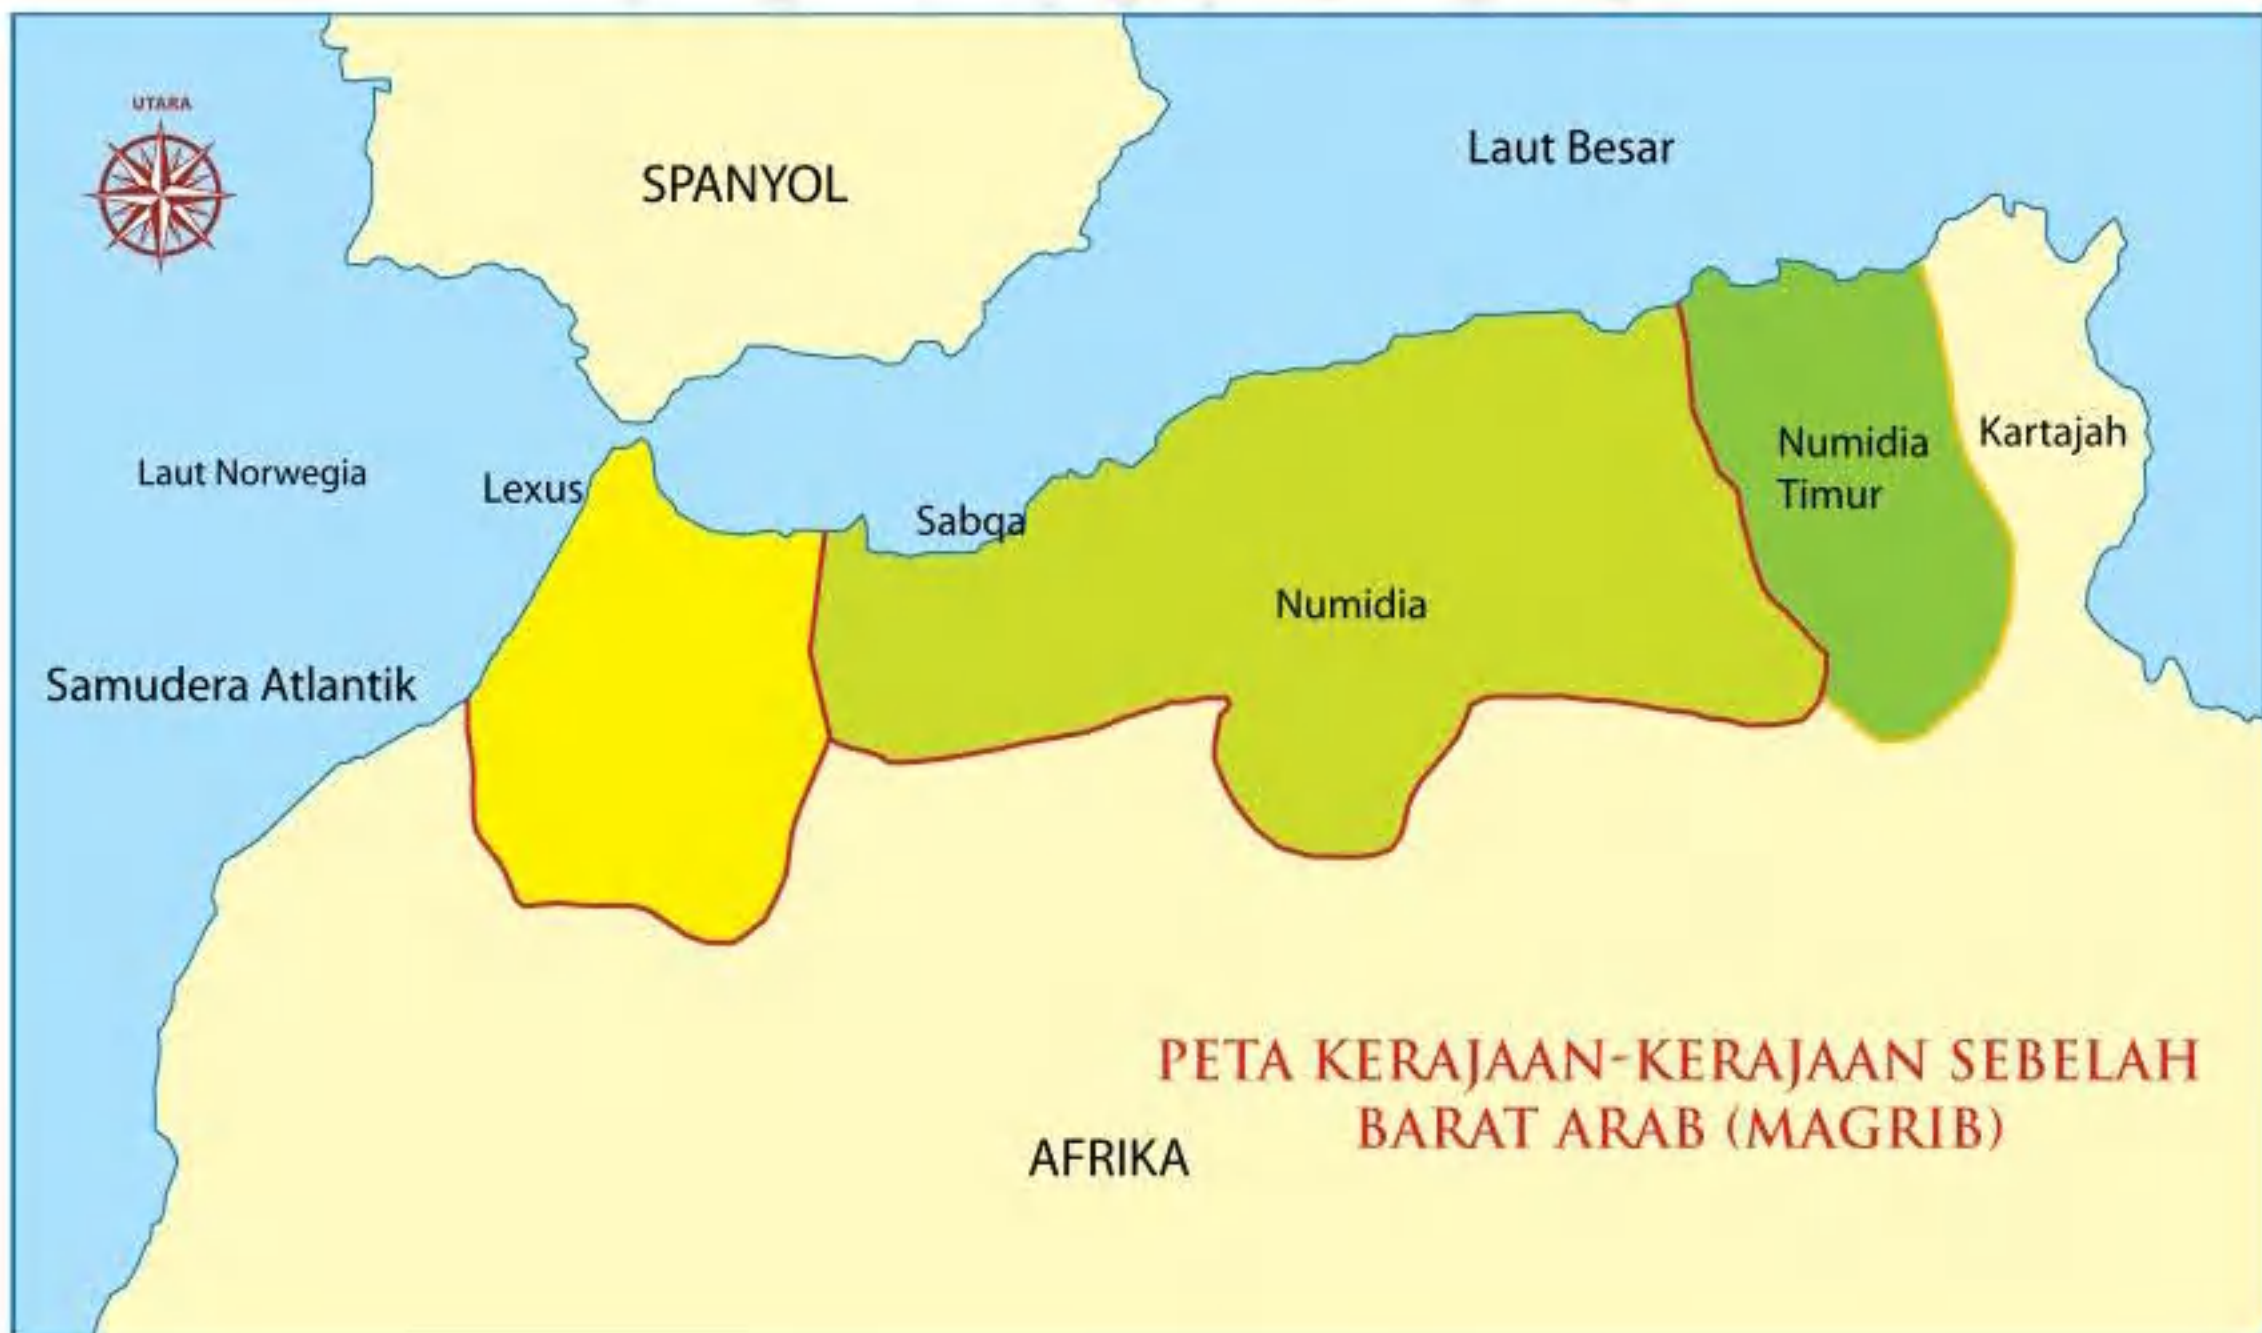 UTARA
SPANYOL
Laut Besar
Laut Norwegia
Lexus
Sabqa
Numidia
Timur
Kartajah
Numidia
Samudera Atlantik
PETA KERAJAAN-KERAJAAN SEBELAH
BARAT ARAB (MAGRIB)
AFRIKA